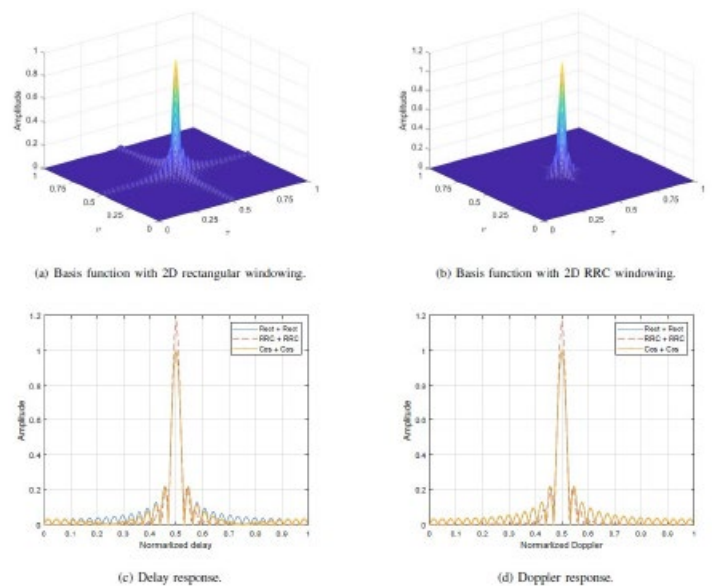 1
0.8
0.6
0.4
0.2
0
Amplitude
1
0.75
0.5
0.25
0
ν
0
0.25
0.5
0.75
1
τ
(a) Basis function with 2D rectangular windowing.
1.2
1
0.8
0.6
0.4
0.2
0
Amplitude
1
0.75
0.5
0.25
0
ν
0
0.25
0.5
0.75
1
τ
(b) Basis function with 2D RRC windowing.
1.2
1
0.8
0.6
0.4
0.2
0
Amplitude
Rect + Rect
RRC + RRC
Cos + Cos
0 0.1 0.2 0.3 0.4 0.5 0.6 0.7 0.8 0.9 1
Normarlized delay
(c) Delay response.
1.2
1
0.8
0.6
0.4
0.2
0
Amplitude
Rect + Rect
RRC + RRC
Cos + Cos
0 0.1 0.2 0.3 0.4 0.5 0.6 0.7 0.8 0.9 1
Normarlized Doppler
(d) Doppler response.